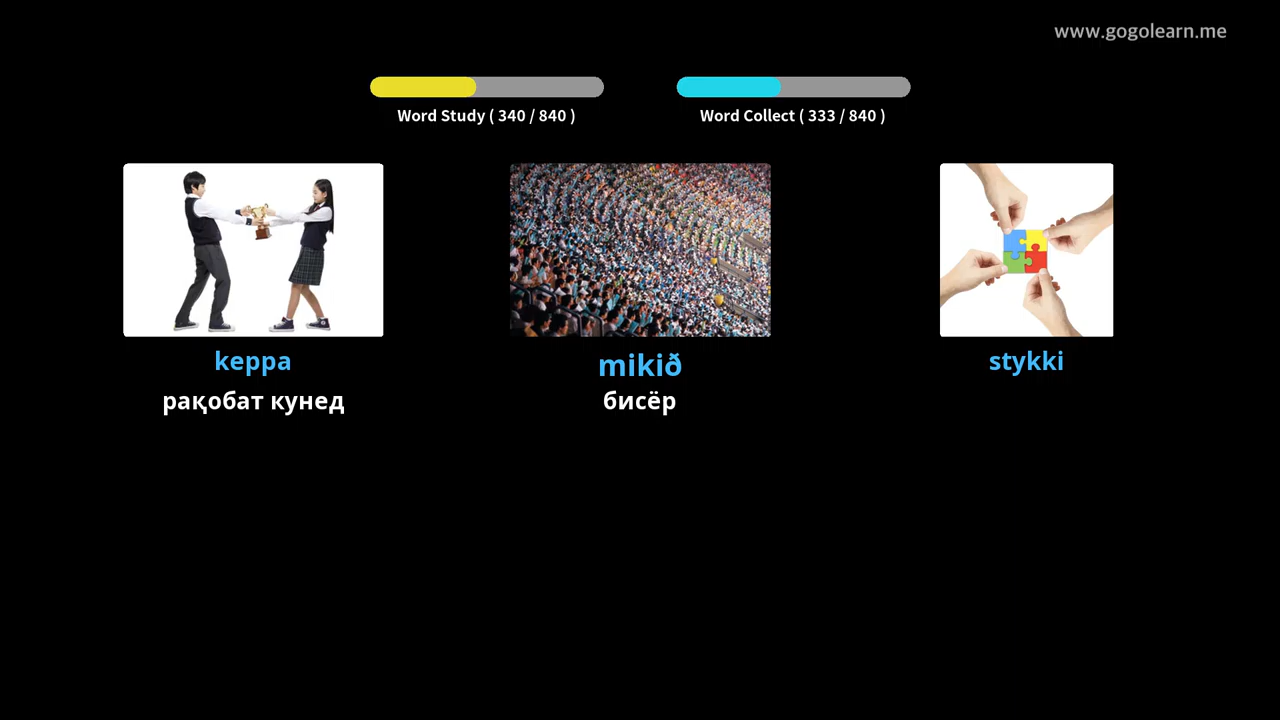 www.gogolearn.me
Word Study ( 340 / 840 )
Word Collect ( 333 / 840 )
keppa
mikið
stykki
рақобат кунед
бисёр